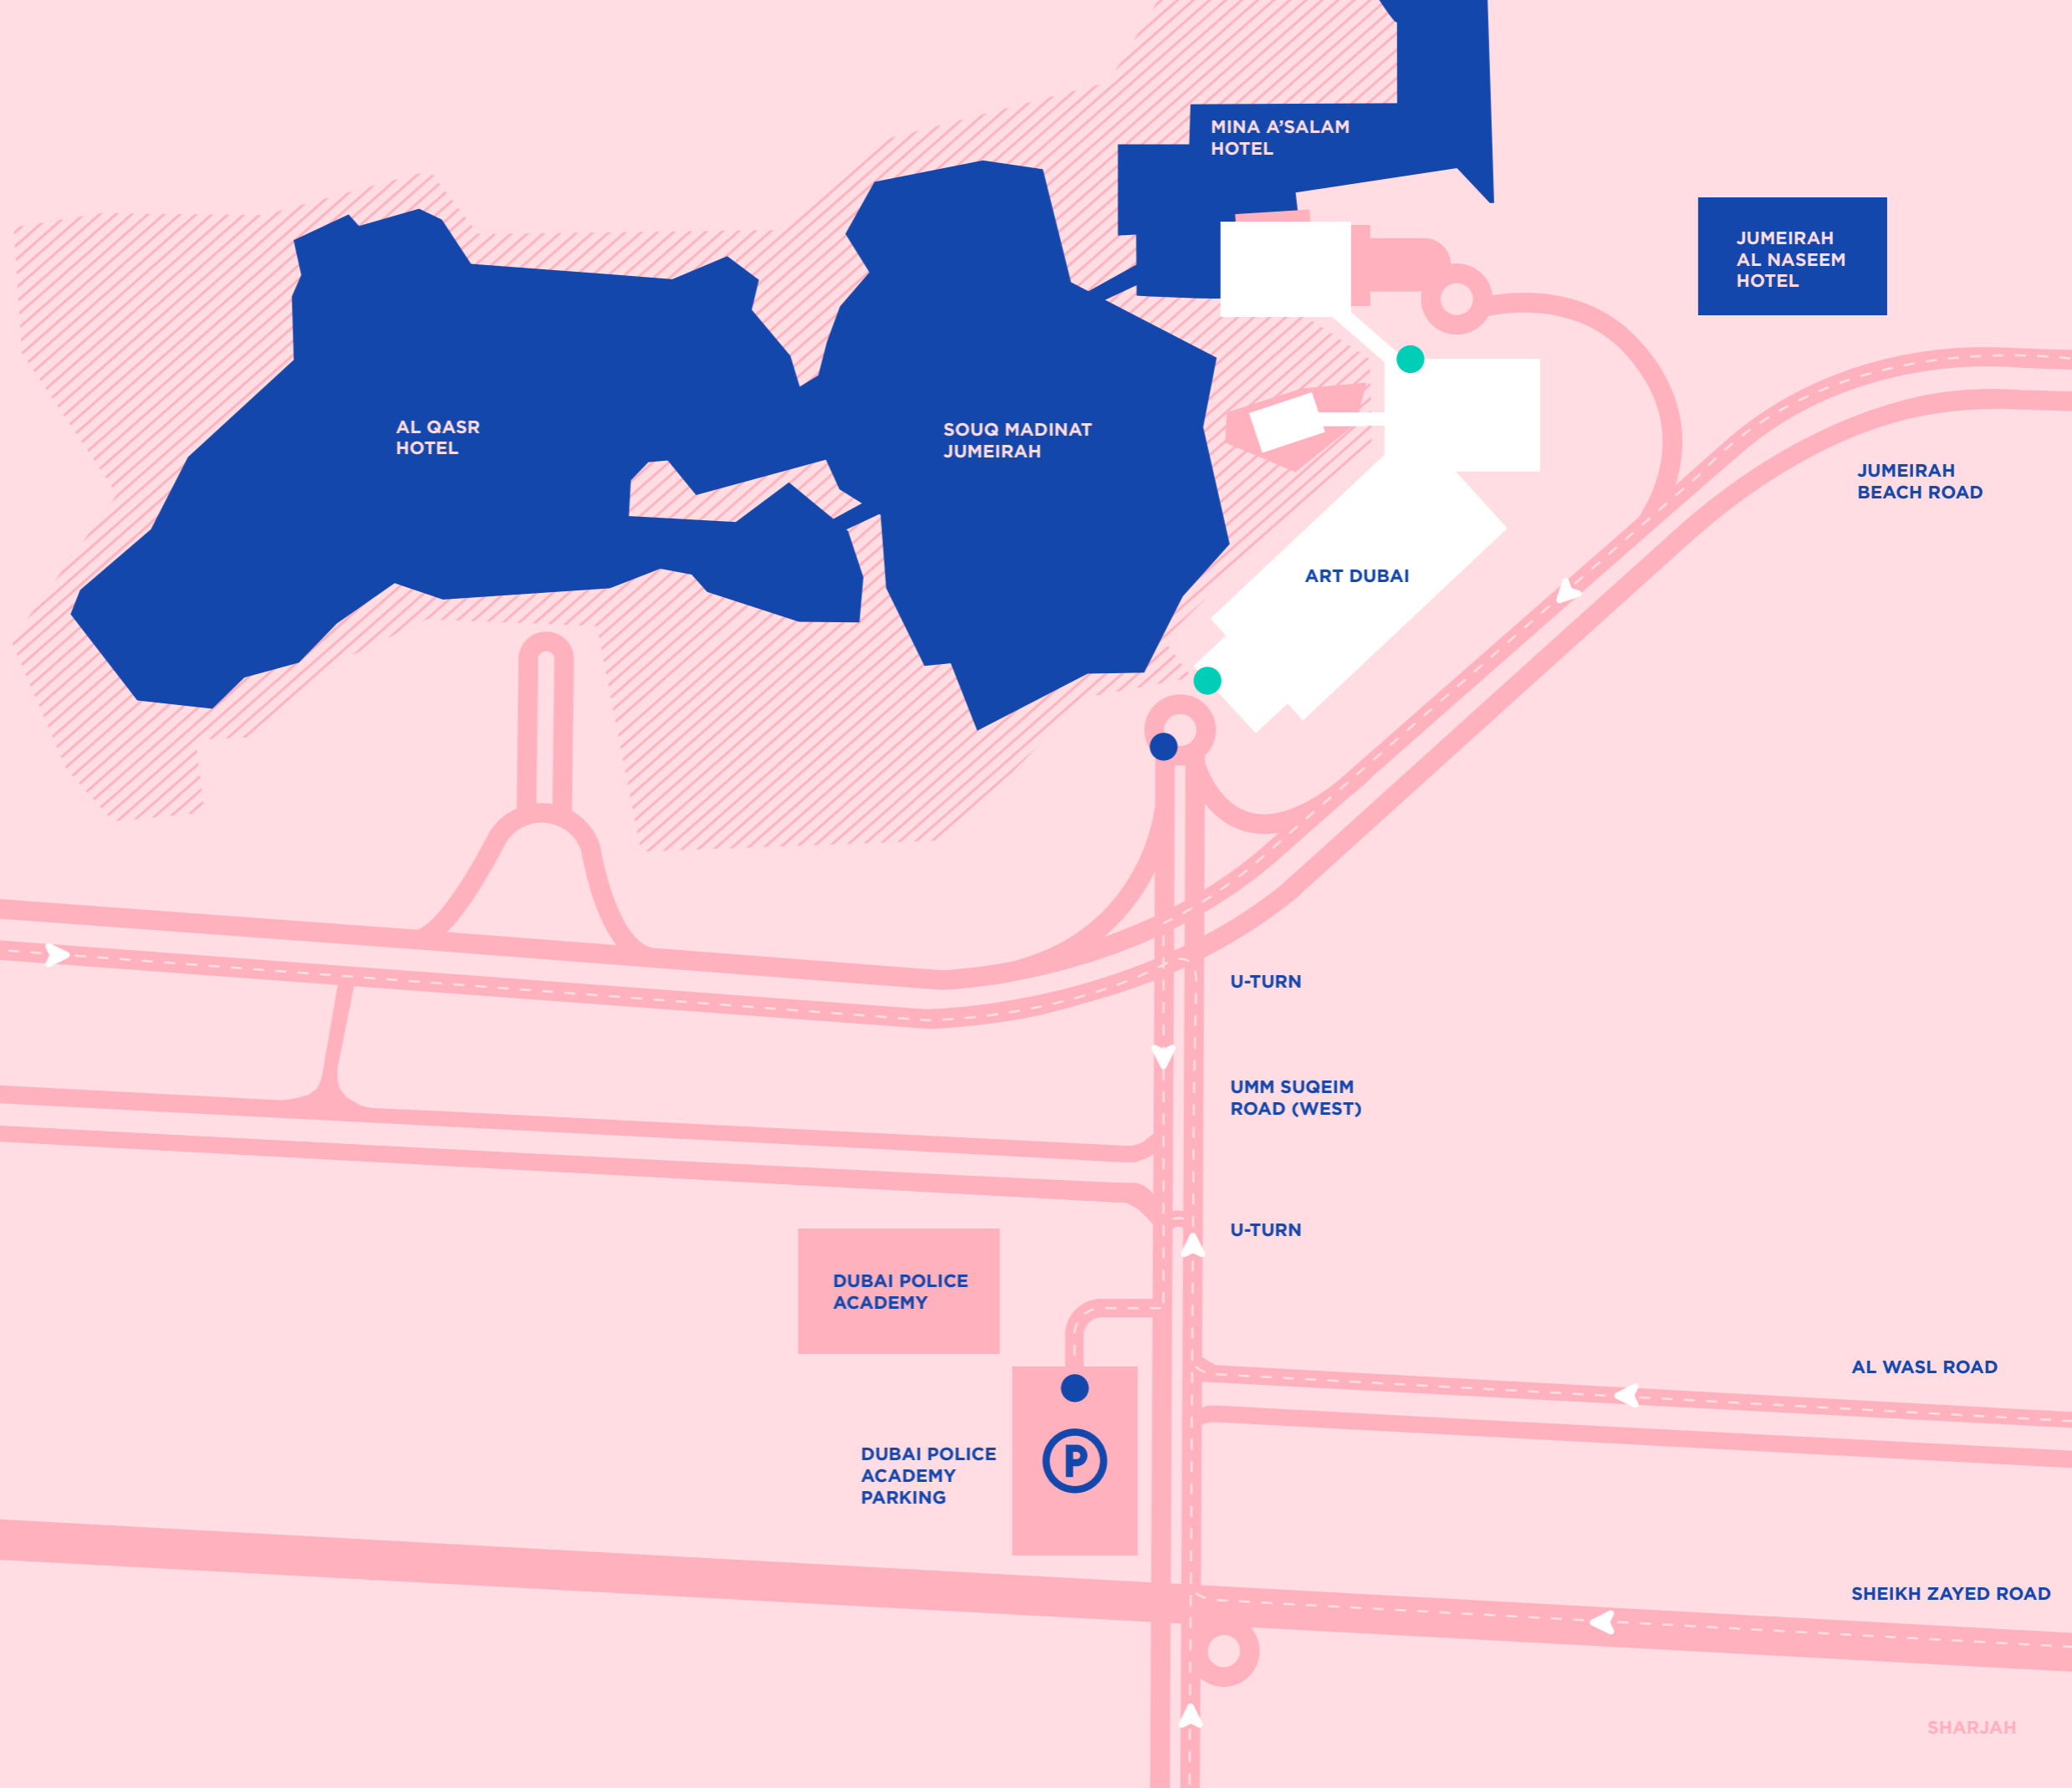 MINA A’SALAM
HOTEL
JUMEIRAH
AL NASEEM
HOTEL
AL QASR
HOTEL
SOUQ MADINAT
JUMEIRAH
JUMEIRAH
BEACH ROAD
ART DUBAI
U-TURN
UMM SUQEIM
ROAD (WEST)
U-TURN
DUBAI POLICE
ACADEMY
AL WASL ROAD
DUBAI POLICE
ACADEMY
PARKING
P
SHEIKH ZAYED ROAD
SHARJAH